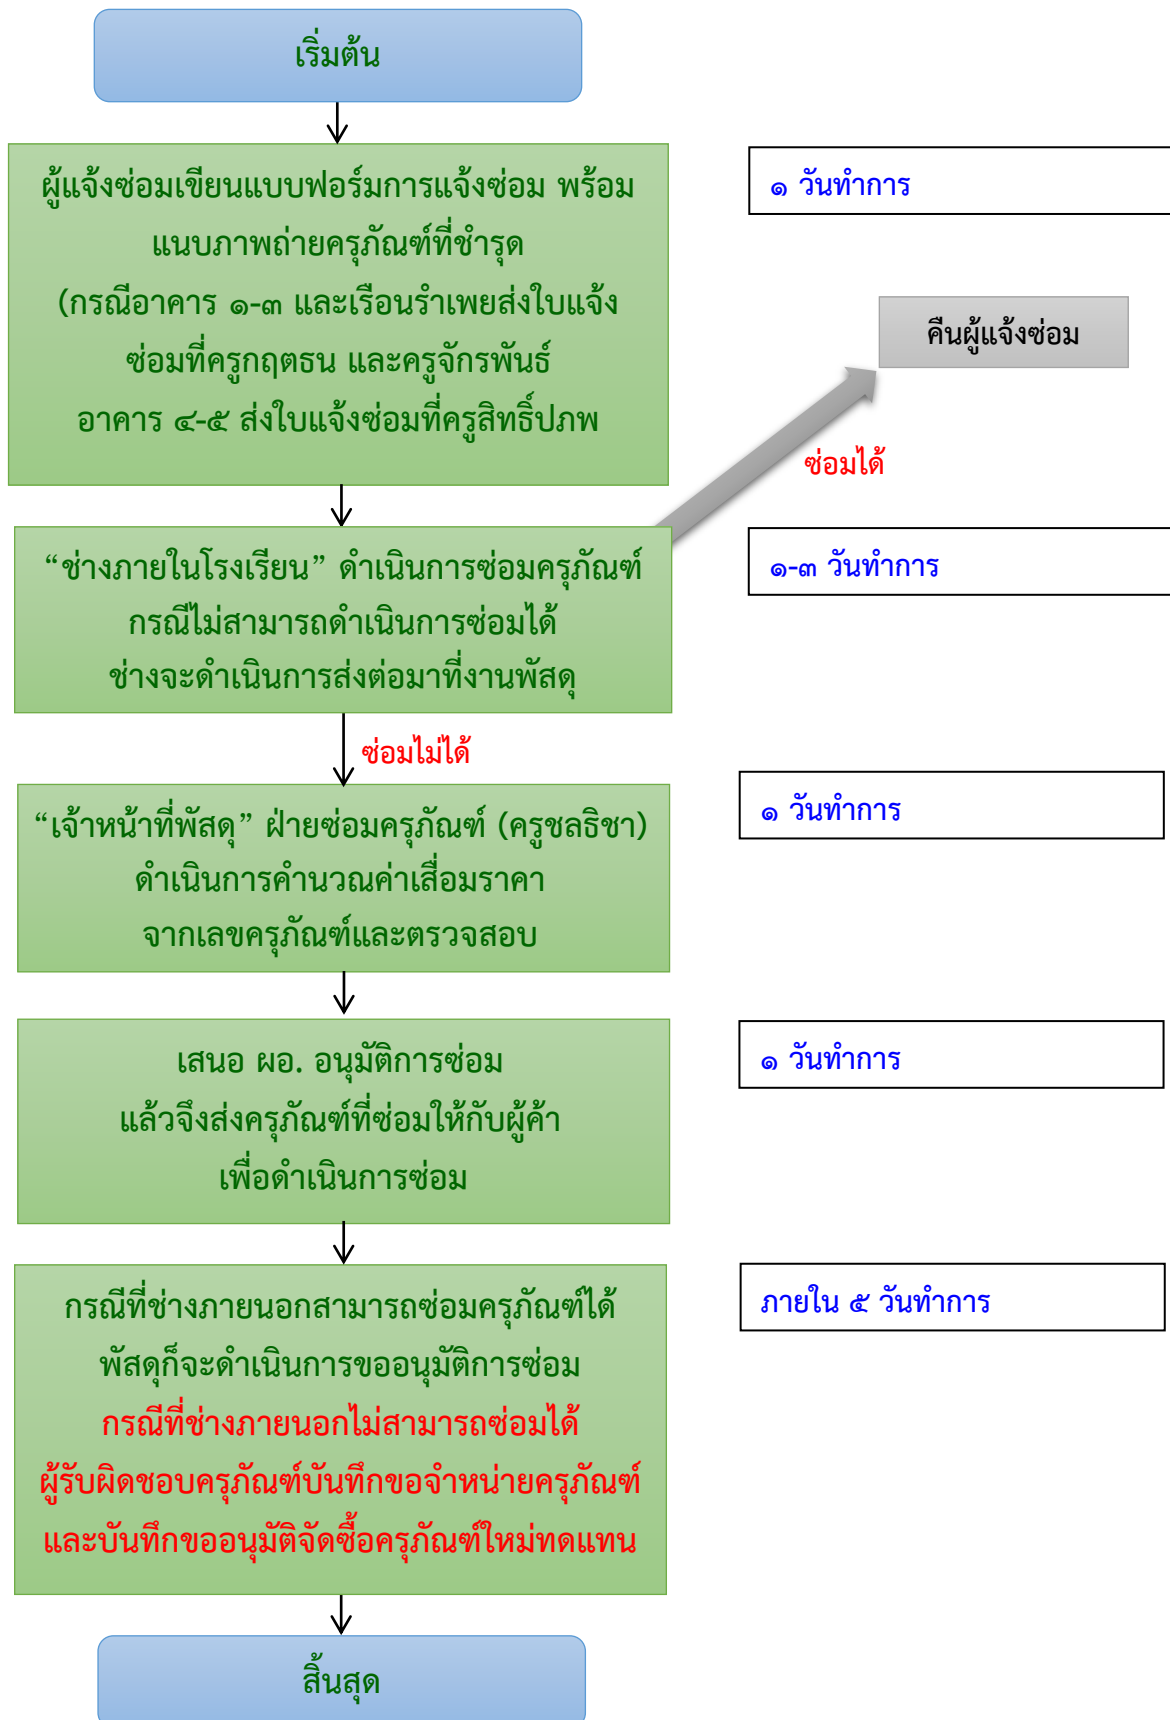 เริ่มต้น
ผู้แจ้งซ่อมเขียนแบบฟอร์มการแจ้งซ่อม พร้อม
แนบภาพถ่ายครุภัณฑ์ที่ชำรุด
(กรณีอาคาร ๑-๓ และเรือนรำเพยส่งใบแจ้ง
ซ่อมที่ครูกฤตธน และครูจักรพันธ์
อาคาร ๔-๕ ส่งใบแจ้งซ่อมที่ครูสิทธิ์ปภพ
๑ วันทำการ
คืนผู้แจ้งซ่อม
ซ่อมได้
“ช่างภายในโรงเรียน” ดำเนินการซ่อมครุภัณฑ์
กรณีไม่สามารถดำเนินการซ่อมได้
ช่างจะดำเนินการส่งต่อมาที่งานพัสดุ
๑-๓ วันทำการ
ซ่อมไม่ได้
“เจ้าหน้าที่พัสดุ” ฝ่ายซ่อมครุภัณฑ์ (ครูชลธิชา)
ดำเนินการคำนวณค่าเสื่อมราคา
จากเลขครุภัณฑ์และตรวจสอบ
๑ วันทำการ
เสนอ ผอ. อนุมัติการซ่อม
แล้วจึงส่งครุภัณฑ์ที่ซ่อมให้กับผู้ค้า
เพื่อดำเนินการซ่อม
๑ วันทำการ
กรณีที่ช่างภายนอกสามารถซ่อมครุภัณฑ์ได้
พัสดุก็จะดำเนินการขออนุมัติการซ่อม
กรณีที่ช่างภายนอกไม่สามารถซ่อมได้
ผู้รับผิดชอบครุภัณฑ์บันทึกขอจำหน่ายครุภัณฑ์
และบันทึกขออนุมัติจัดซื้อครุภัณฑ์ใหม่ทดแทน
ภายใน ๕ วันทำการ
สิ้นสุด